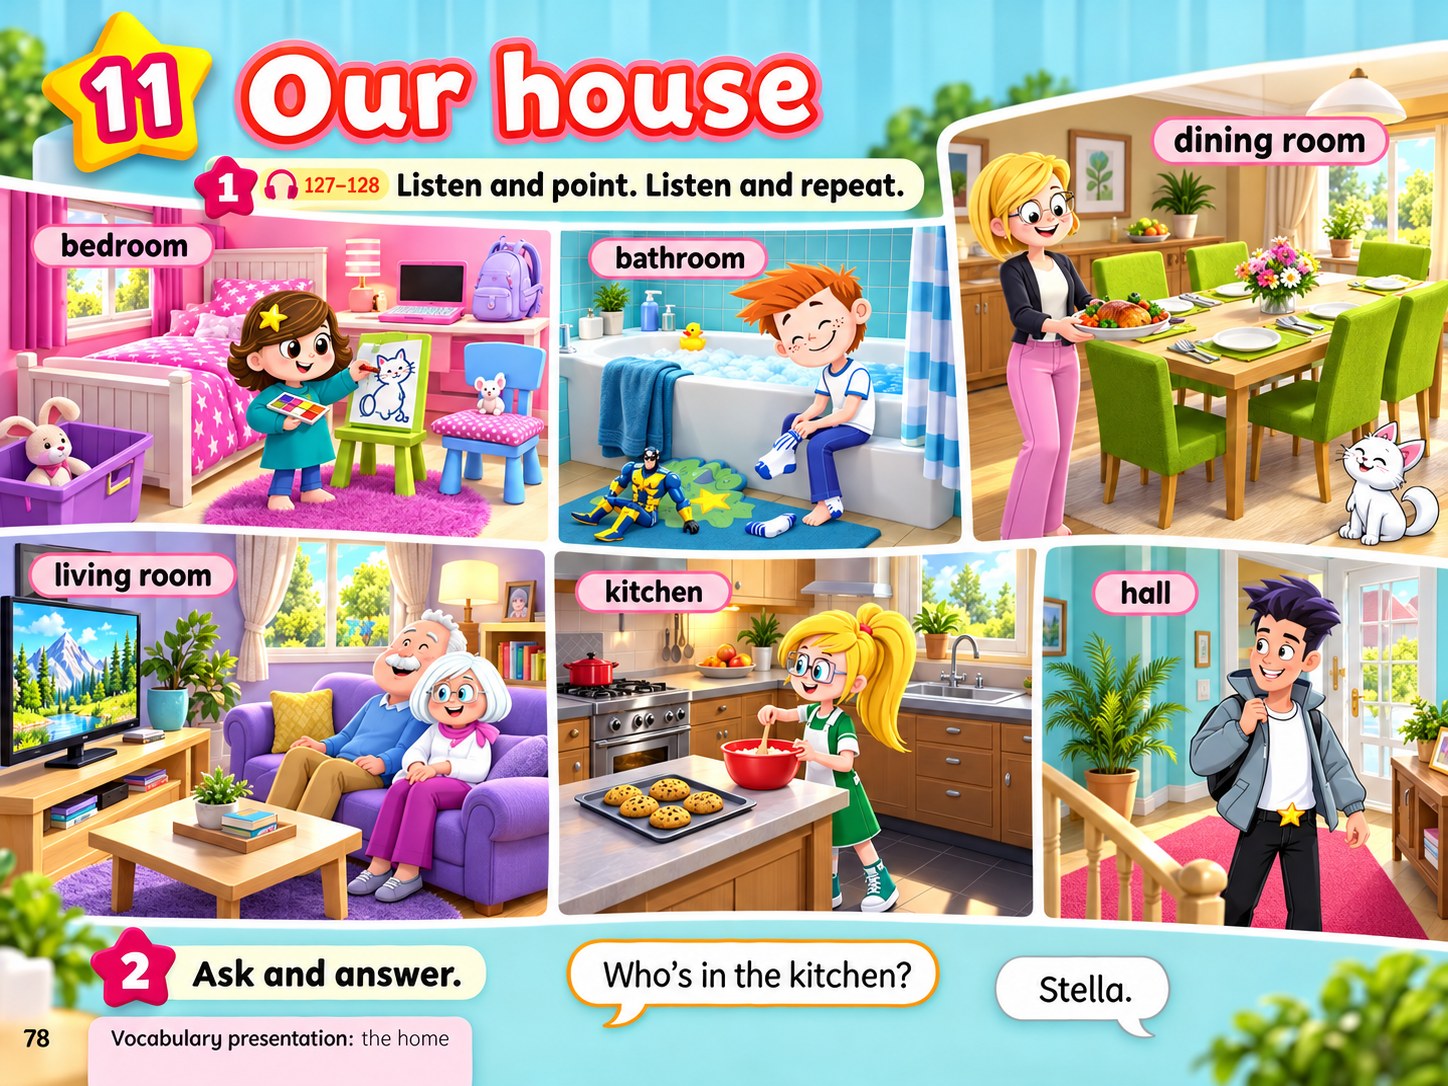 11 Our house
1 127–128 Listen and point. Listen and repeat.
bedroom
bathroom
dining room
living room
kitchen
hall
2 Ask and answer.
Who's in the kitchen?
Stella.
78
Vocabulary presentation: the home